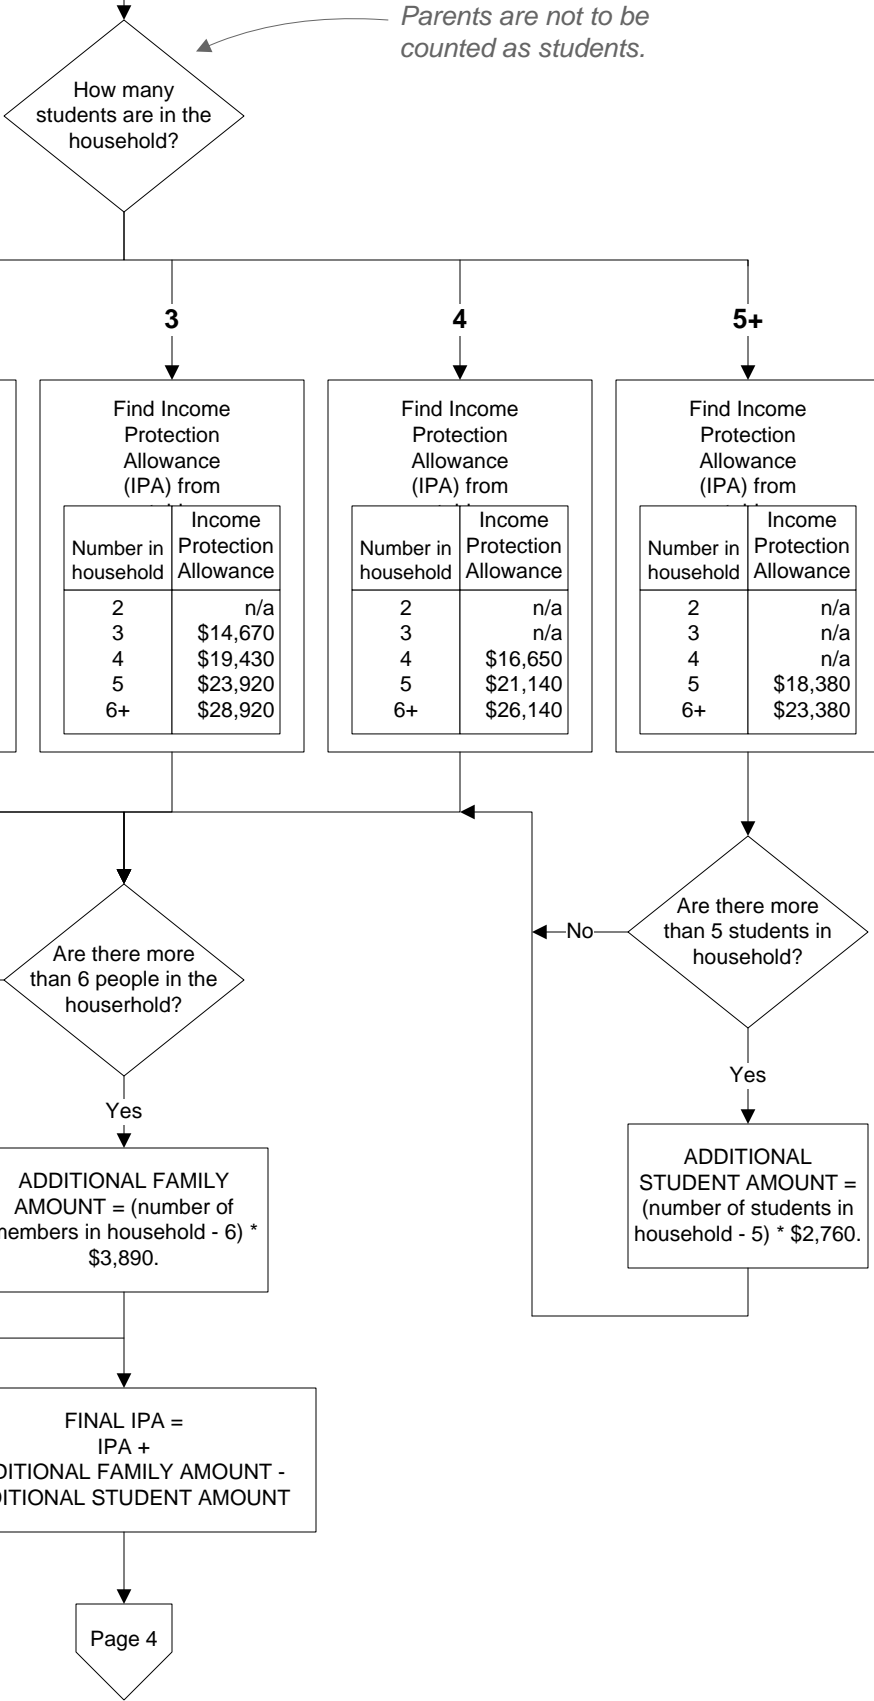 Parents are not to be
counted as students.
How many
students are in the
household?
3
4
5+
Find Income
Protection
Allowance
(IPA) from
Number in
household
Income
Protection
Allowance
2 n/a
3 $14,670
4 $19,430
5 $23,920
6+ $28,920
Find Income
Protection
Allowance
(IPA) from
Number in
household
Income
Protection
Allowance
2 n/a
3 n/a
4 $16,650
5 $21,140
6+ $26,140
Find Income
Protection
Allowance
(IPA) from
Number in
household
Income
Protection
Allowance
2 n/a
3 n/a
4 n/a
5 $18,380
6+ $23,380
Are there more
than 5 students in
household?
No
Yes
ADDITIONAL
STUDENT AMOUNT =
(number of students in
household - 5) * $2,760.
Are there more
than 6 people in the
houserhold?
Yes
ADDITIONAL FAMILY
AMOUNT = (number of
members in household - 6) *
$3,890.
FINAL IPA =
IPA +
DITIONAL FAMILY AMOUNT -
DITIONAL STUDENT AMOUNT
Page 4